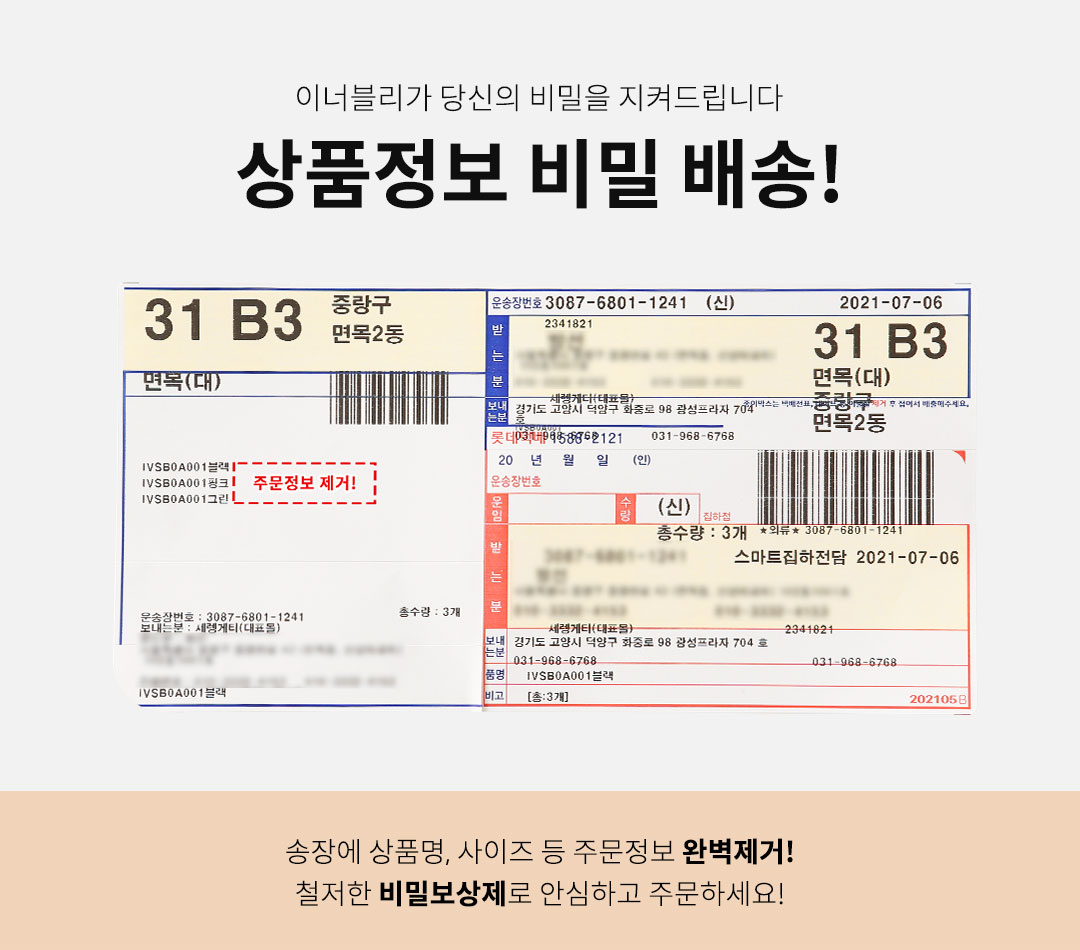 이너블리가 당신의 비밀을 지켜드립니다
상품정보 비밀 배송!
31 B3
중랑구
면목2동
면목(대)
IVSB0A001블랙
IVSB0A001핑크
IVSB0A001그린
주문정보 제거!
운송장번호 : 3087-6801-1241
총수량 : 3개
보내는분 : 세렝게티(대표몰)
IVSB0A001블랙
운송장번호 3087-6801-1241 (신) 2021-07-06
받는분
2341821
31 B3
면목(대)
중랑구
면목2동
보내는분
세렝게티(대표몰)
경기도 고양시 덕양구 화중로 98 광성프라자 704
호
롯데택배 1588-2121
031-968-6768
20 년 월 일 (인)
운송장번호
운임
수량
(신)
집하점
총수량 : 3개
★의류★ 3087-6801-1241
스마트집하전담 2021-07-06
받는분
3087-6801-1241
보내는분
세렝게티(대표몰)
2341821
경기도 고양시 덕양구 화중로 98 광성프라자 704 호
031-968-6768
031-968-6768
품명
IVSB0A001블랙
비고
[총:3개]
202105B
송장에 상품명, 사이즈 등 주문정보 완벽제거!
철저한 비밀보상제로 안심하고 주문하세요!